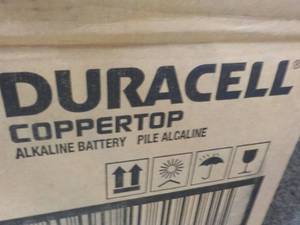 DURACELL®
COPPERTOP
ALKALINE BATTERY PILE ALCALINE